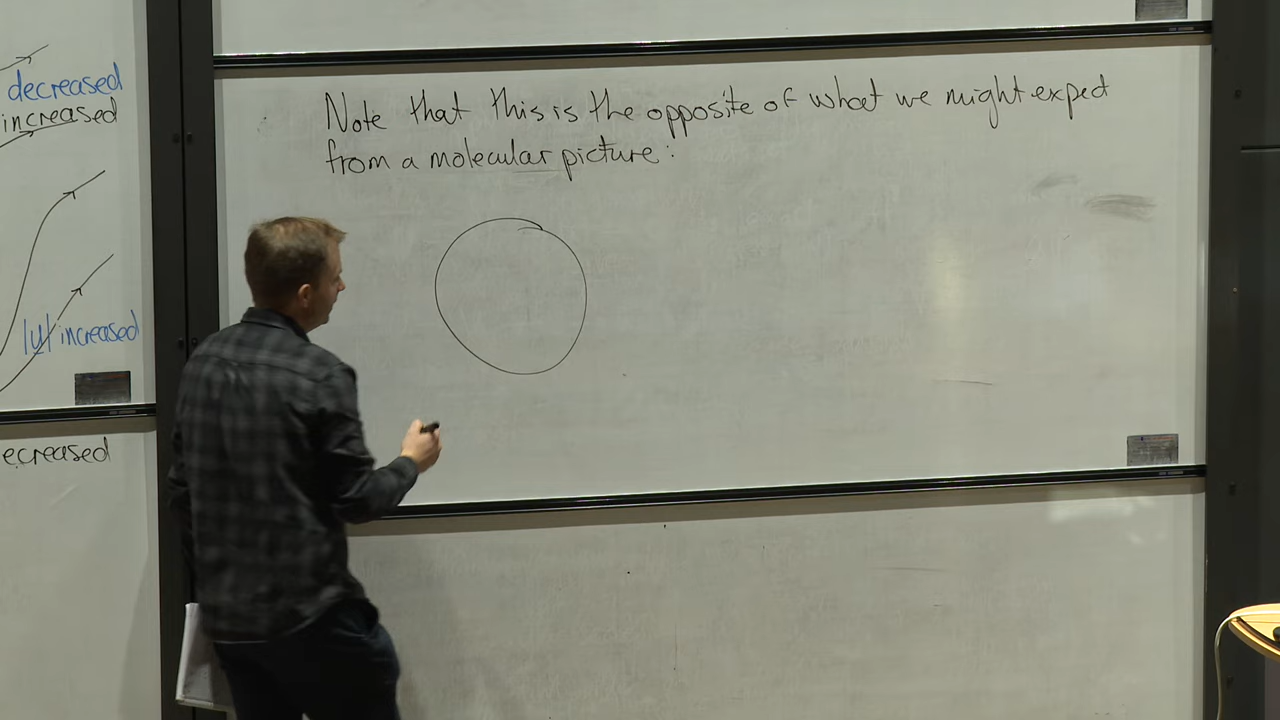 decreased
increased
|u| increased
ecreased
Note that this is the opposite of what we might expect
from a molecular picture: